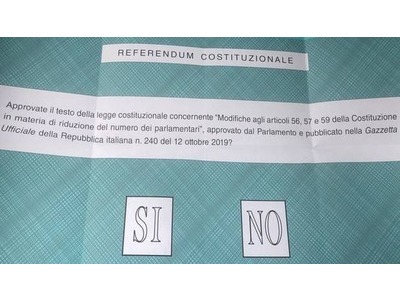 REFERENDUM COSTITUZIONALE
Approvate il testo della legge costituzionale concernente "Modifiche agli articoli 56, 57 e 59 della Costituzione
in materia di riduzione del numero dei parlamentari", approvato dal Parlamento e pubblicato nella Gazzetta
Ufficiale della Repubblica italiana n. 240 del 12 ottobre 2019?
SI NO